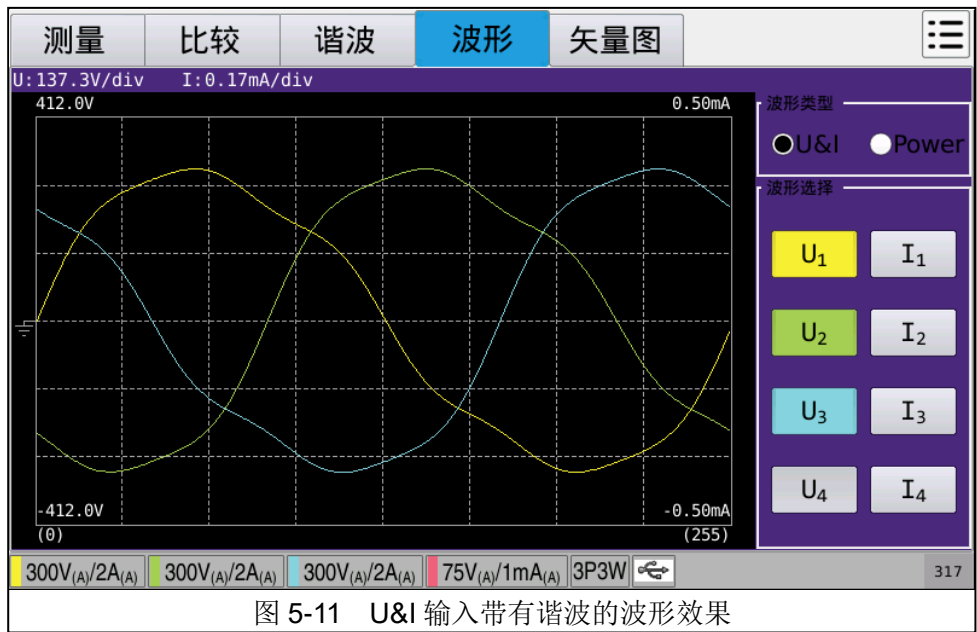 测量 比较 谐波 波形 矢量图
U:137.3V/div I:0.17mA/div
412.0V 0.50mA
波形类型
U&I Power
波形选择
U₁ I₁
U₂ I₂
U₃ I₃
U₄ I₄
-412.0V -0.50mA
(0) (255)
300V(A)/2A(A) 300V(A)/2A(A) 300V(A)/2A(A) 75V(A)/1mA(A) 3P3W 317
图 5-11 U&I 输入带有谐波的波形效果